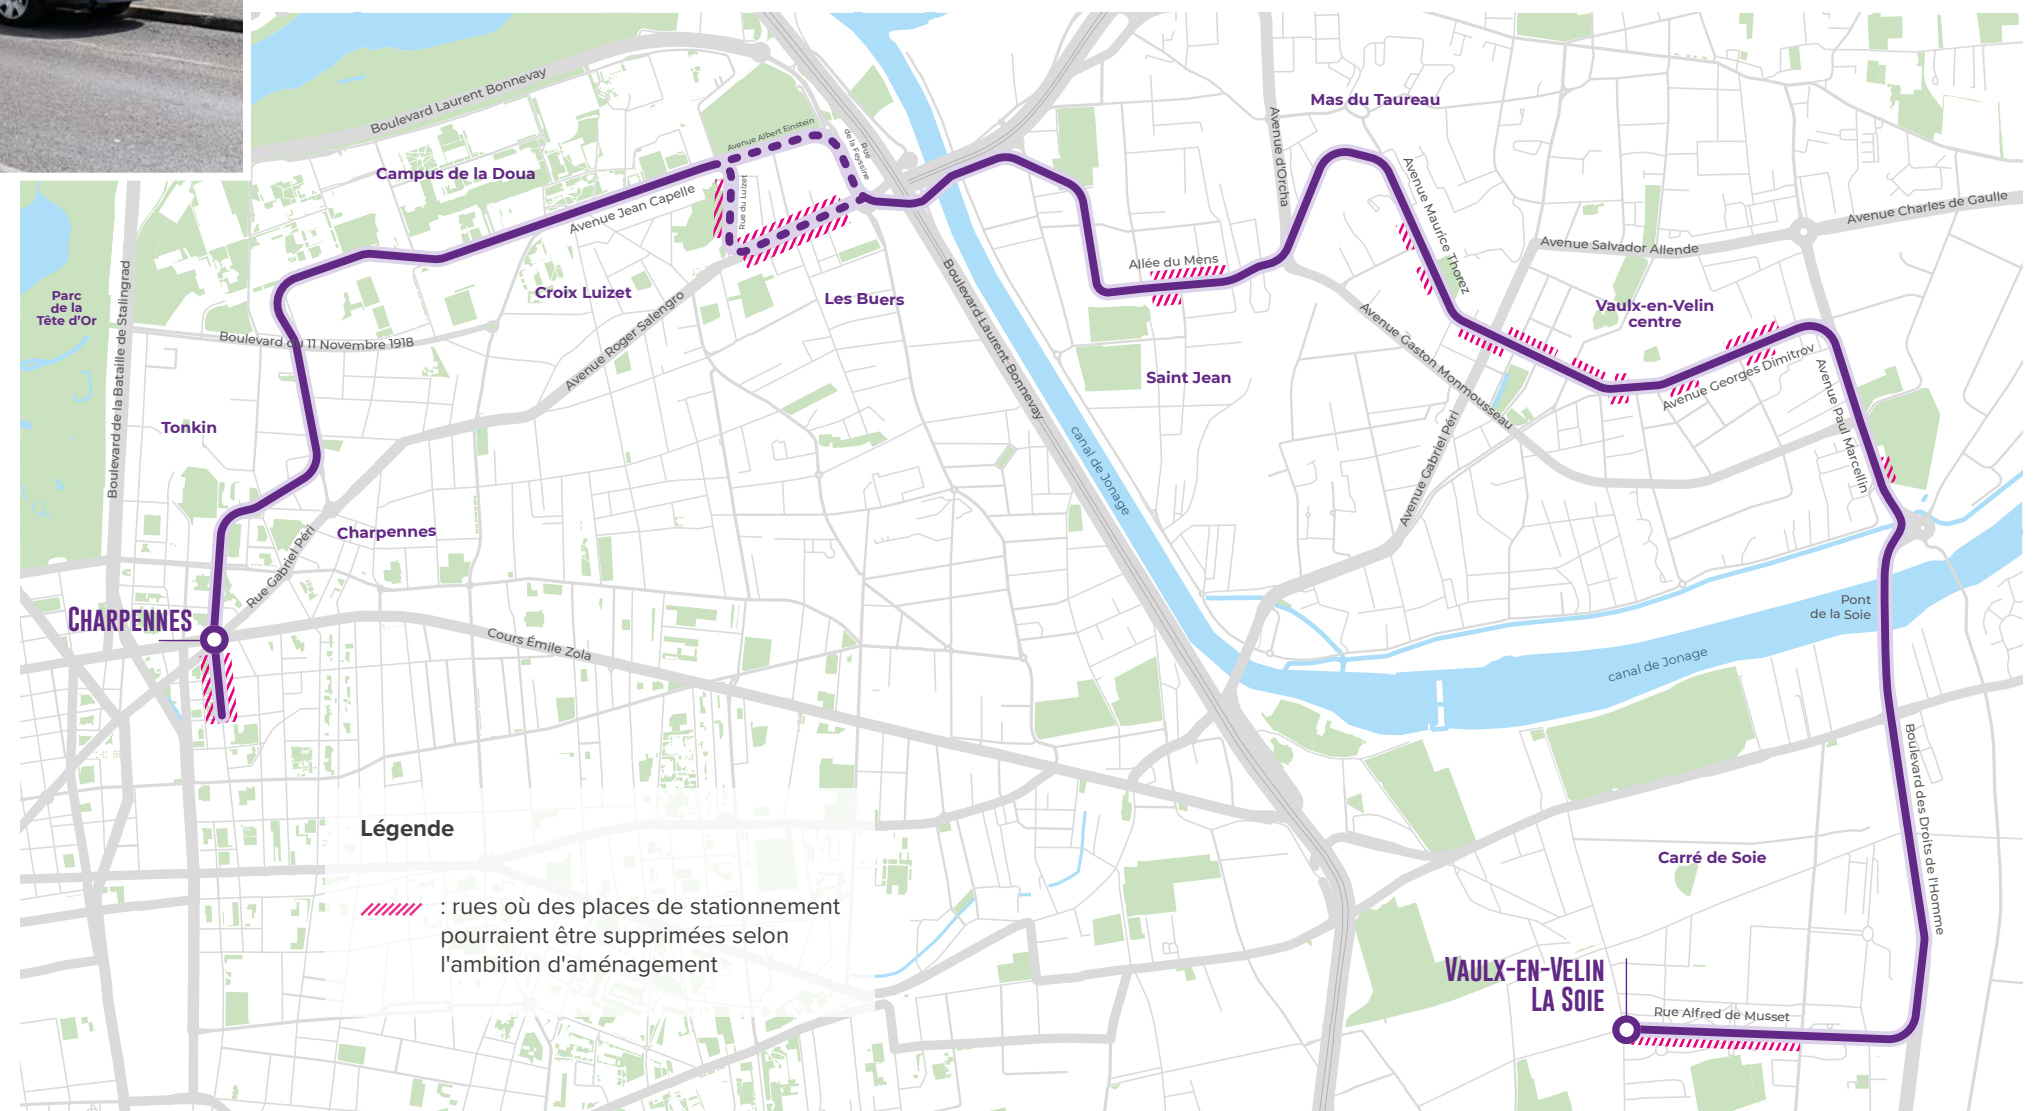 Boulevard Laurent Bonnevay
Mas du Taureau
Avenue d'Orcha
Avenue Albert Einstein
Rue
de la Feyssine
Campus de la Doua
Rue du Luizet
Avenue Jean Capelle
Avenue Maurice Thorez
Avenue Charles de Gaulle
Avenue Salvador Allende
Allée du Mens
Parc
de la
Tête d'Or
Boulevard de la Bataille de Stalingrad
Croix Luizet
Les Buers
Boulevard Laurent Bonnevay
Vaulx-en-Velin
centre
Boulevard du 11 Novembre 1918
Avenue Roger Salengro
Avenue Gaston Monmousseau
Saint Jean
Avenue Georges Dimitrov
Avenue Paul Marcellin
Tonkin
canal de Jonage
Avenue Gabriel Péri
Charpennes
Rue Gabriel Péri
CHARPENNES
Cours Émile Zola
Pont
de la Soie
canal de Jonage
Boulevard des Droits de l'Homme
Légende
: rues où des places de stationnement
pourraient être supprimées selon
l'ambition d'aménagement
Carré de Soie
VAULX-EN-VELIN
LA SOIE
Rue Alfred de Musset